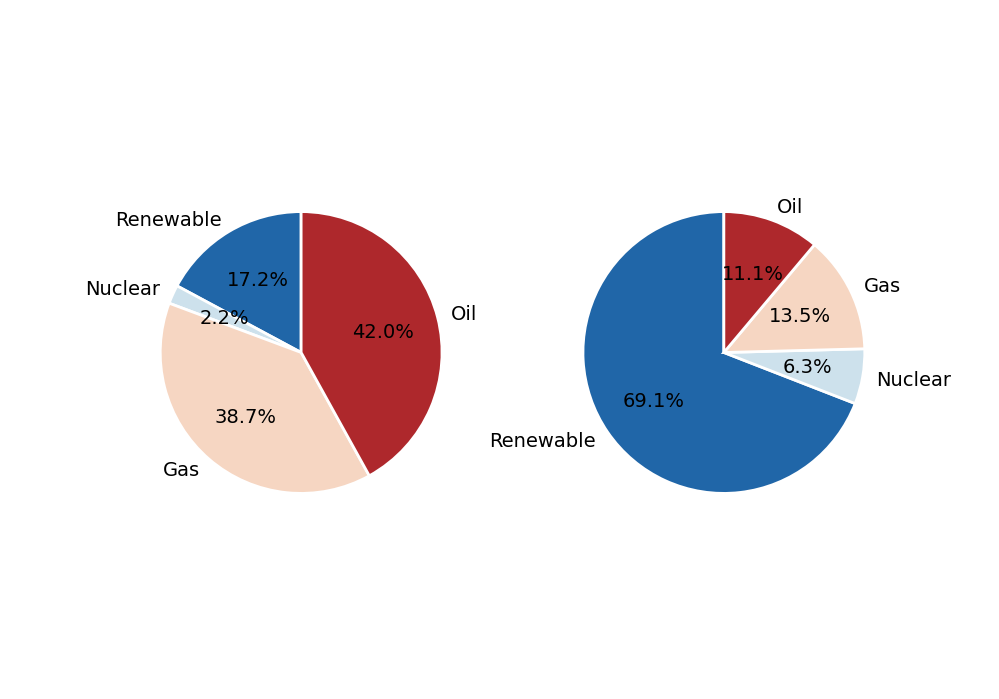 Renewable
17.2%
Nuclear
2.2%
42.0%
Oil
38.7%
Gas
Oil
11.1%
Gas
13.5%
6.3%
Nuclear
69.1%
Renewable